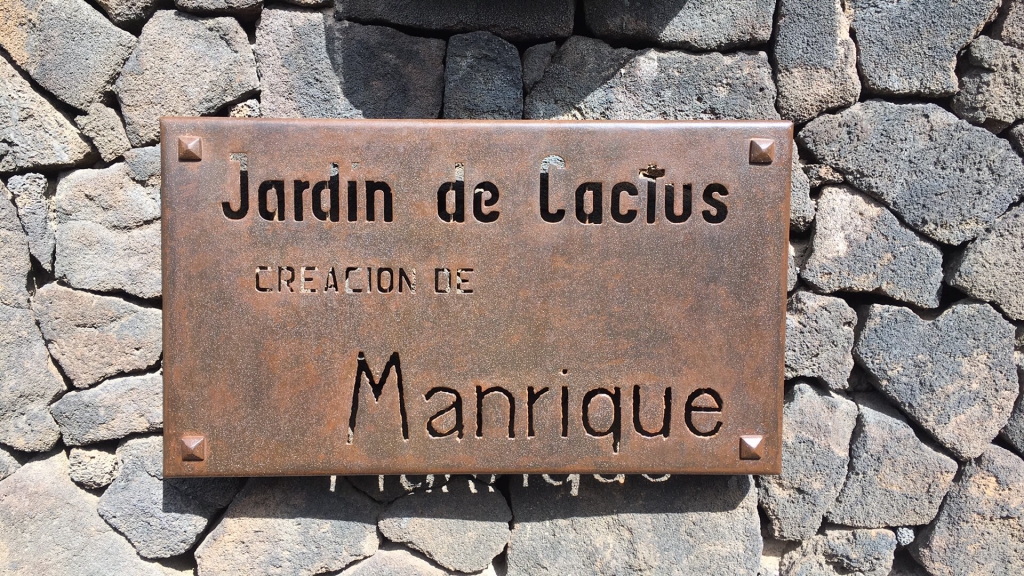 Jardin de Cactus
CREACION DE
Manrique